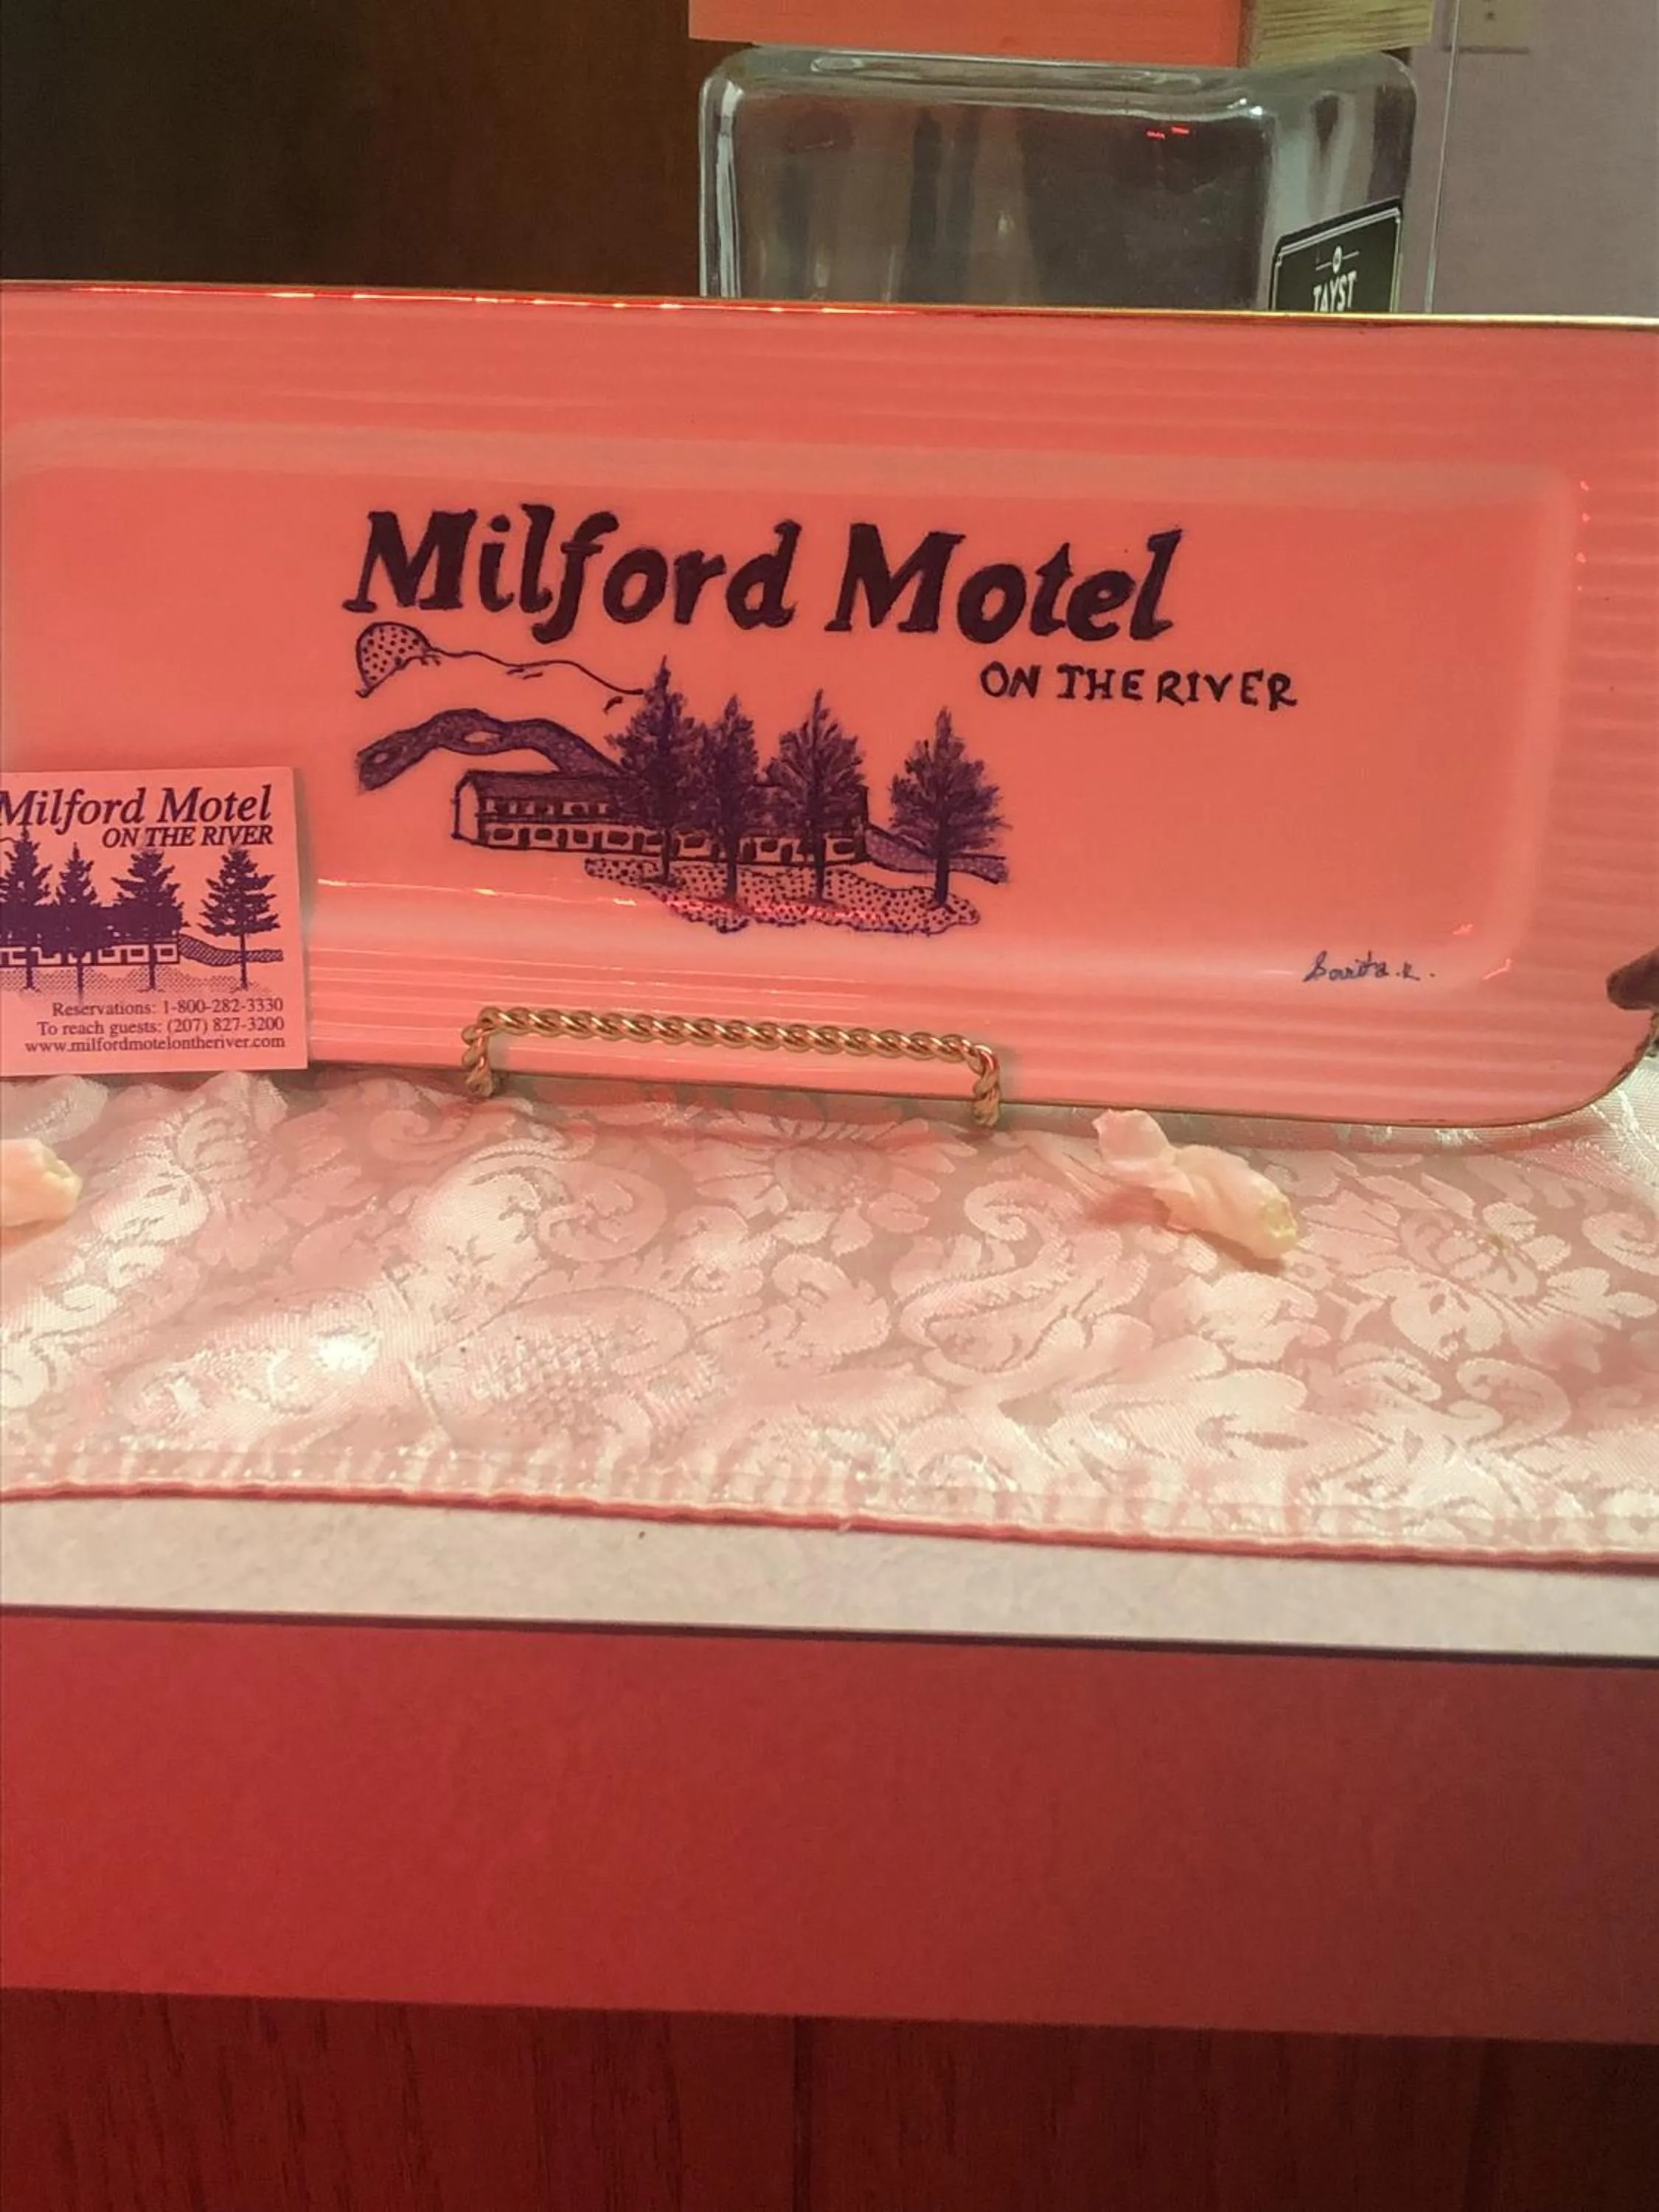 TAYST
Milford Motel
ON THE RIVER
Milford Motel
ON THE RIVER
Reservations: 1-800-282-3330
To reach guests: (207) 827-3200
www.milfordmotelontheriver.com